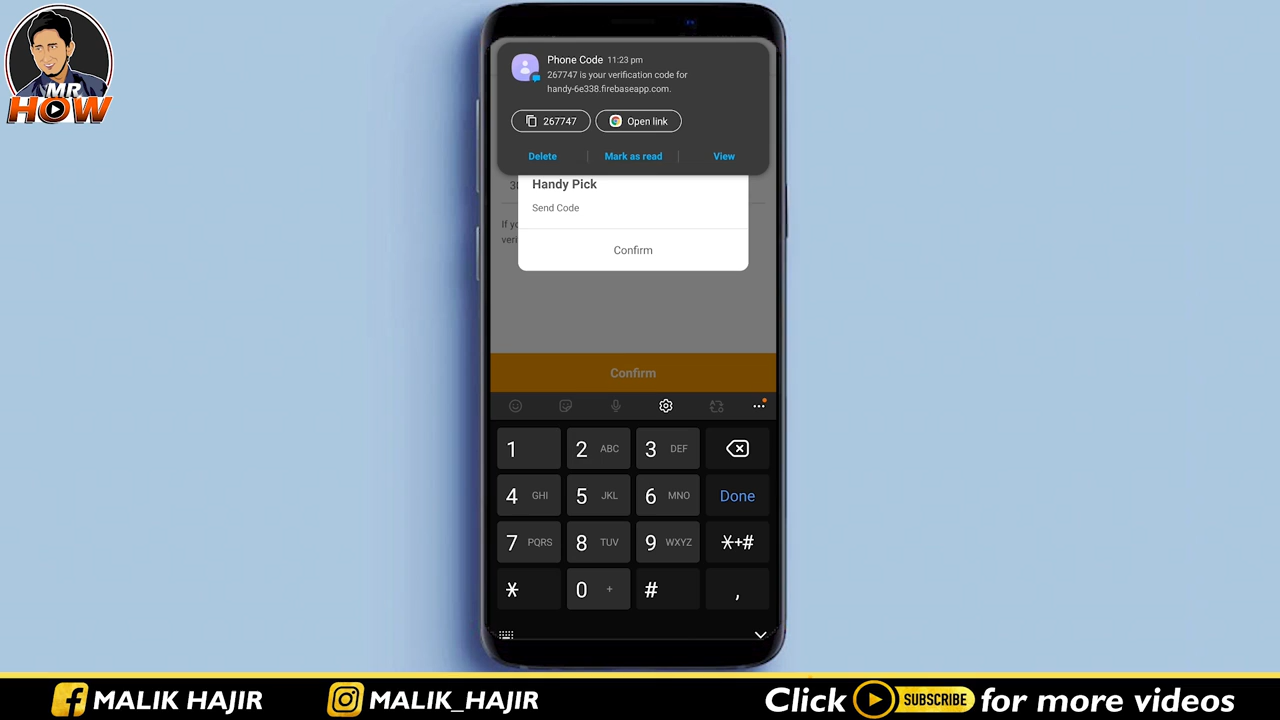 MR
HOW
Phone Code 11:23 pm
267747 is your verification code for
handy-6e338.firebaseapp.com.
267747
Open link
Delete
Mark as read
View
Handy Pick
Send Code
Confirm
If yo
veri
Confirm
1
2 ABC
3 DEF
4 GHI
5 JKL
6 MNO
Done
7 PQRS
8 TUV
9 WXYZ
*+#
*
0 +
#
,
MALIK HAJIR
MALIK_HAJIR
Click SUBSCRIBE for more videos